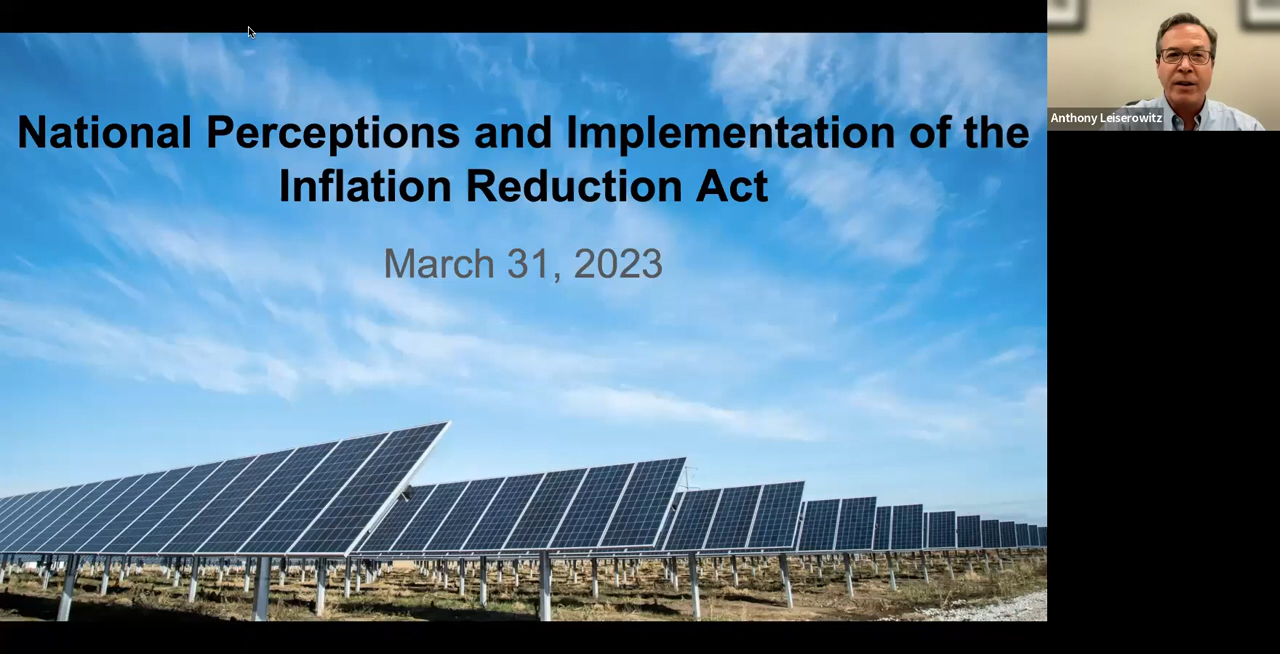 National Perceptions and Implementation of the
Inflation Reduction Act
March 31, 2023
Anthony Leiserowitz